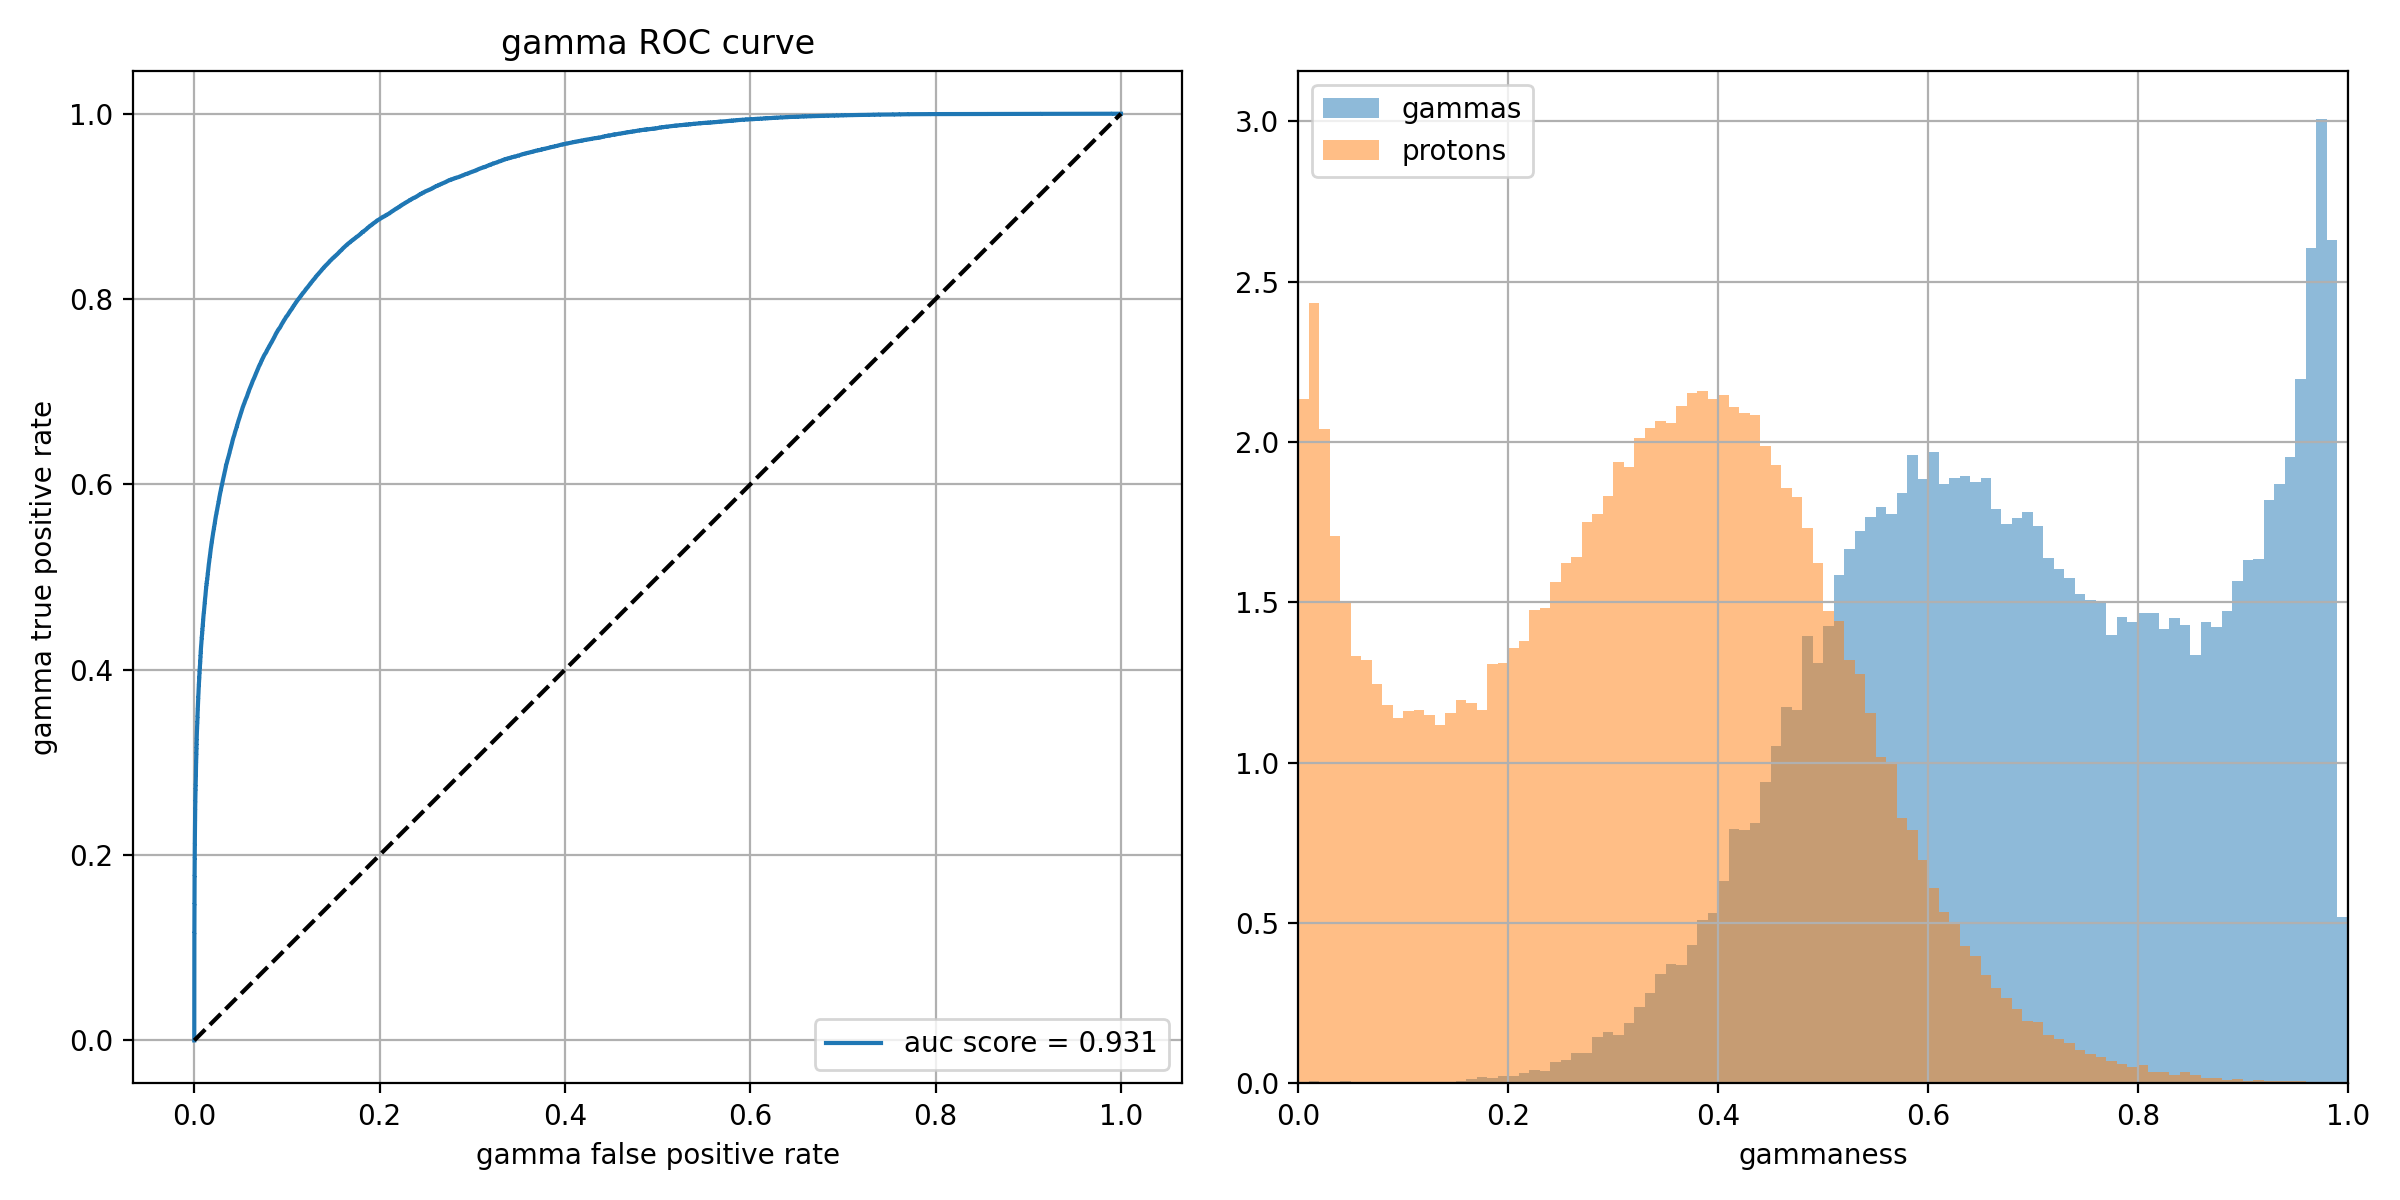 gamma ROC curve
gamma true positive rate
1.0
0.8
0.6
0.4
0.2
0.0
auc score = 0.931
0.0 0.2 0.4 0.6 0.8 1.0
gamma false positive rate
gammas
protons
3.0
2.5
2.0
1.5
1.0
0.5
0.0
0.0 0.2 0.4 0.6 0.8 1.0
gammaness